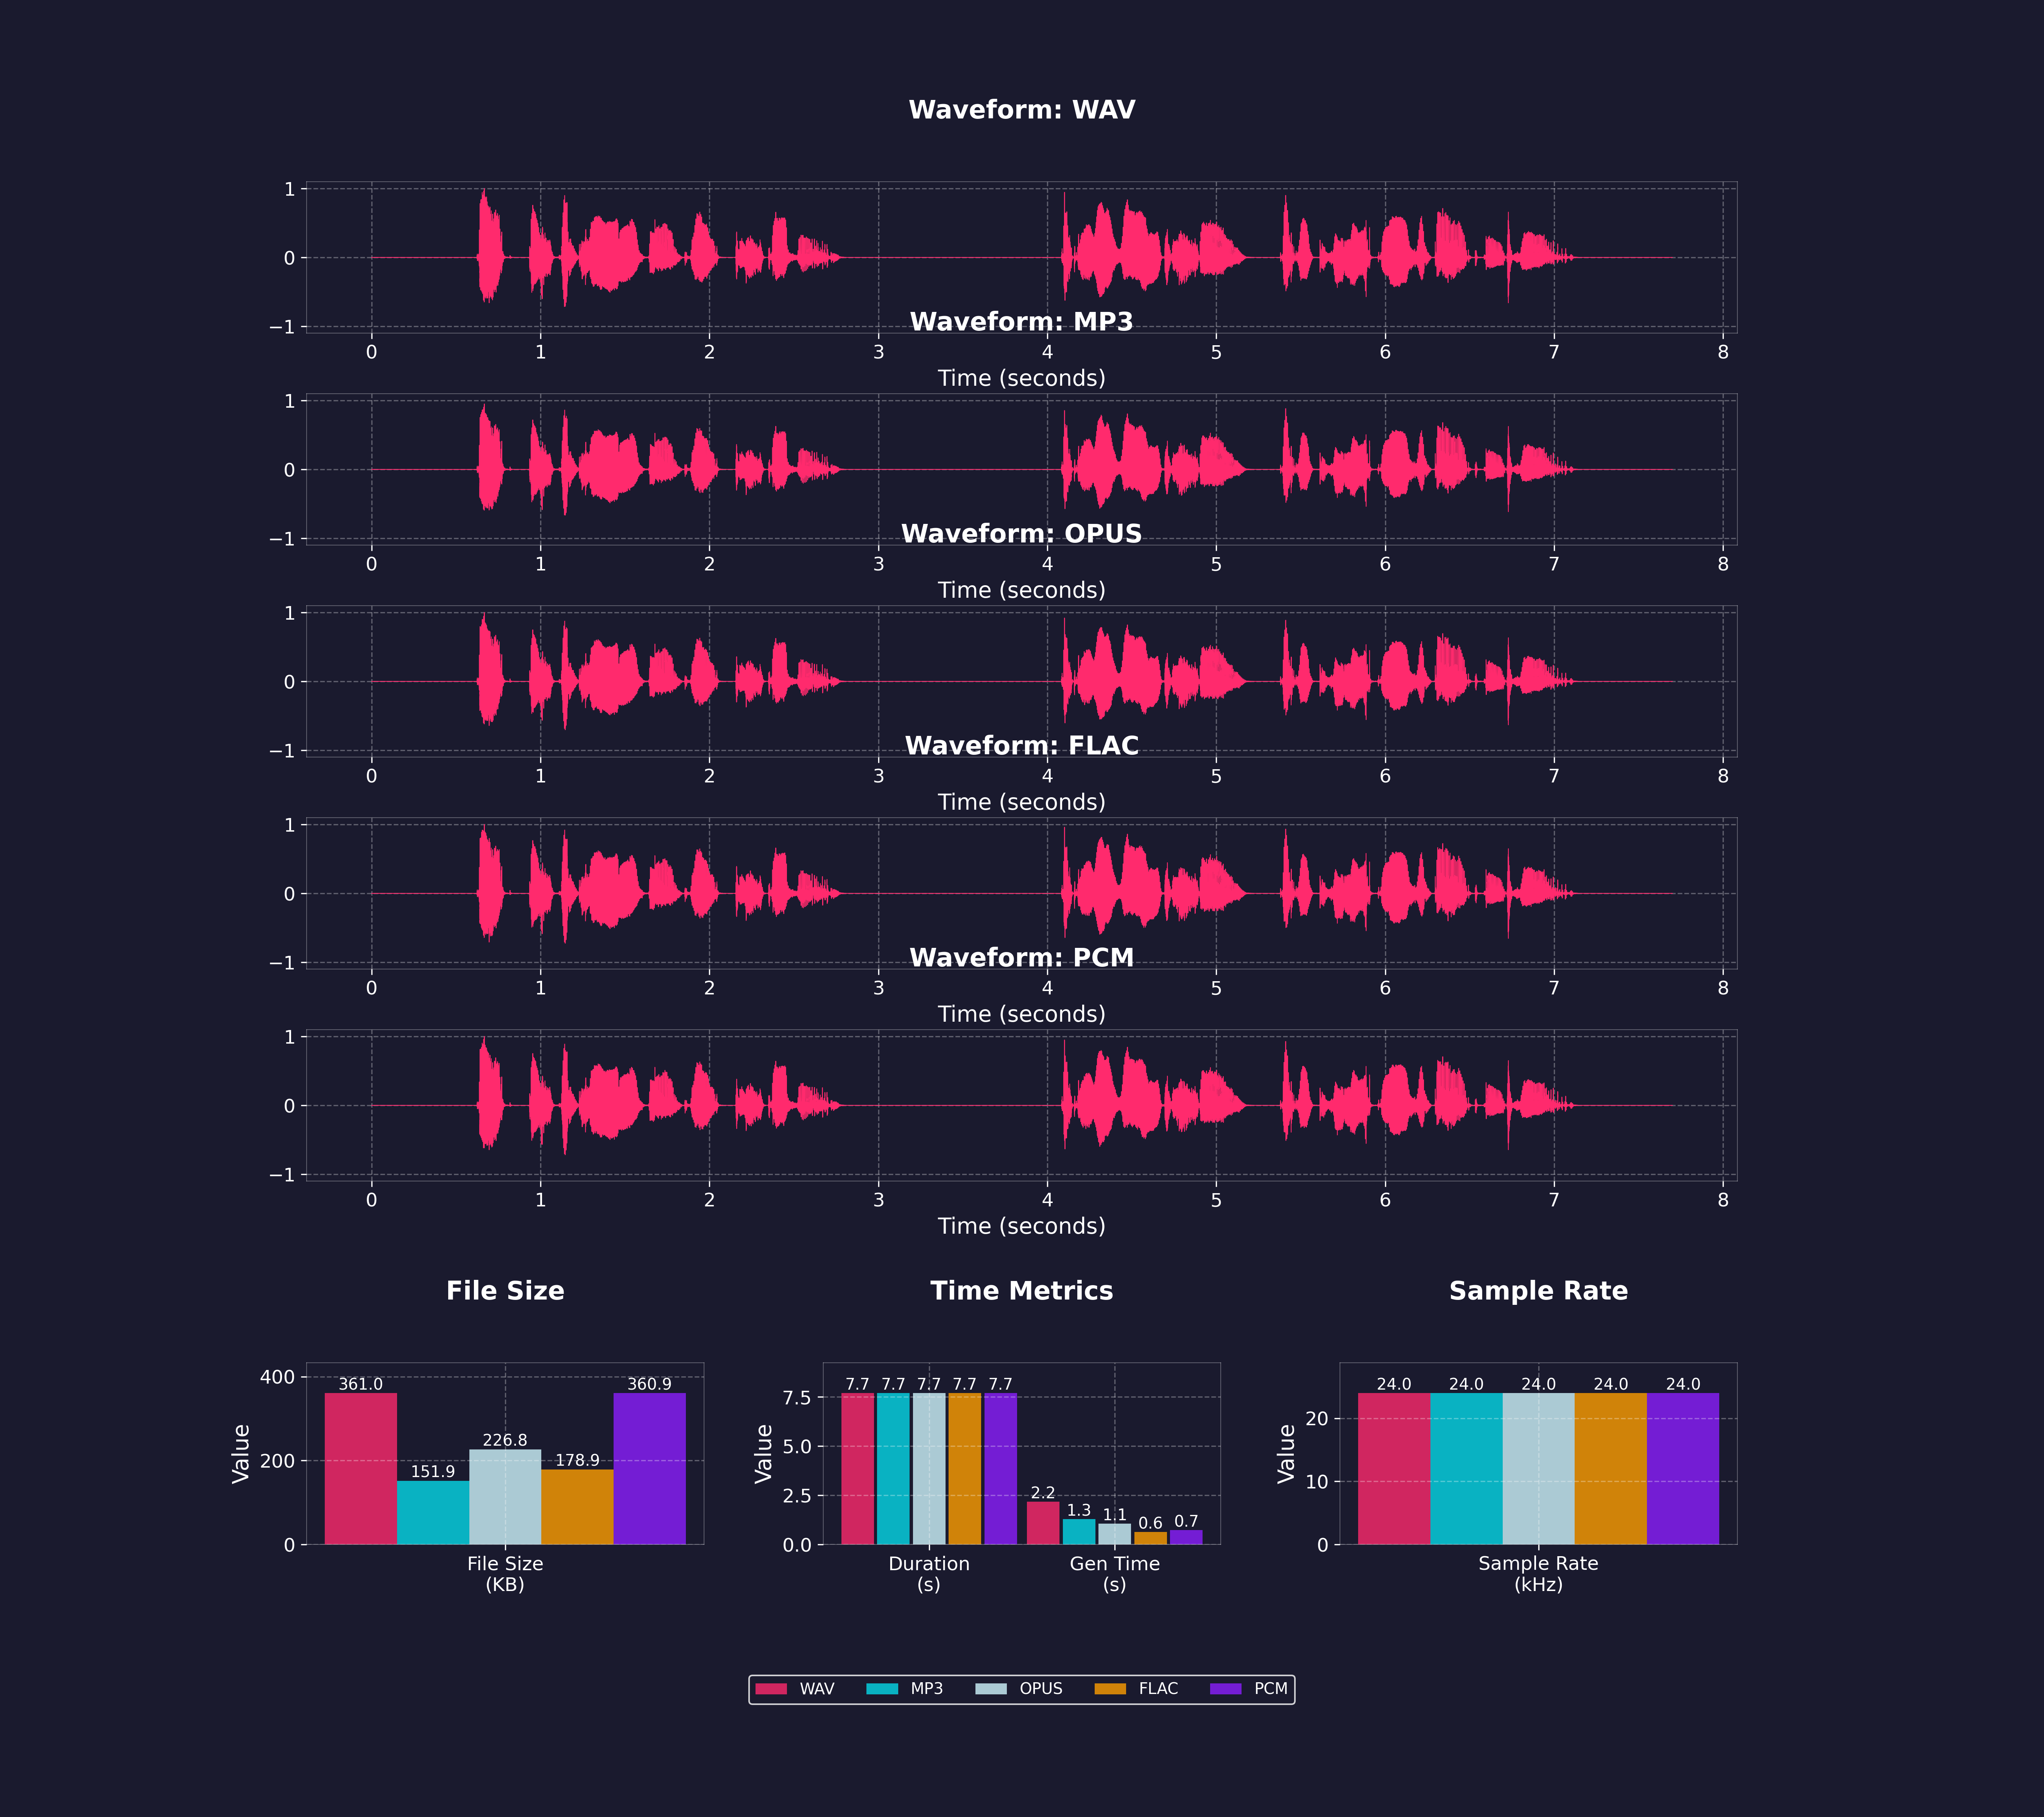 Waveform: WAV
1
0
−1
0 1 2 3 4 5 6 7 8
Time (seconds)
Waveform: MP3
1
0
−1
0 1 2 3 4 5 6 7 8
Time (seconds)
Waveform: OPUS
1
0
−1
0 1 2 3 4 5 6 7 8
Time (seconds)
Waveform: FLAC
1
0
−1
0 1 2 3 4 5 6 7 8
Time (seconds)
Waveform: PCM
1
0
−1
0 1 2 3 4 5 6 7 8
Time (seconds)
File Size
Value
400
200
0
361.0
151.9
226.8
178.9
360.9
File Size
(KB)
Time Metrics
Value
7.5
5.0
2.5
0.0
7.7 7.7 7.7 7.7 7.7
2.2
1.3
1.1
0.6
0.7
Duration
(s)
Gen Time
(s)
Sample Rate
Value
20
10
0
24.0 24.0 24.0 24.0 24.0
Sample Rate
(kHz)
WAV MP3 OPUS FLAC PCM